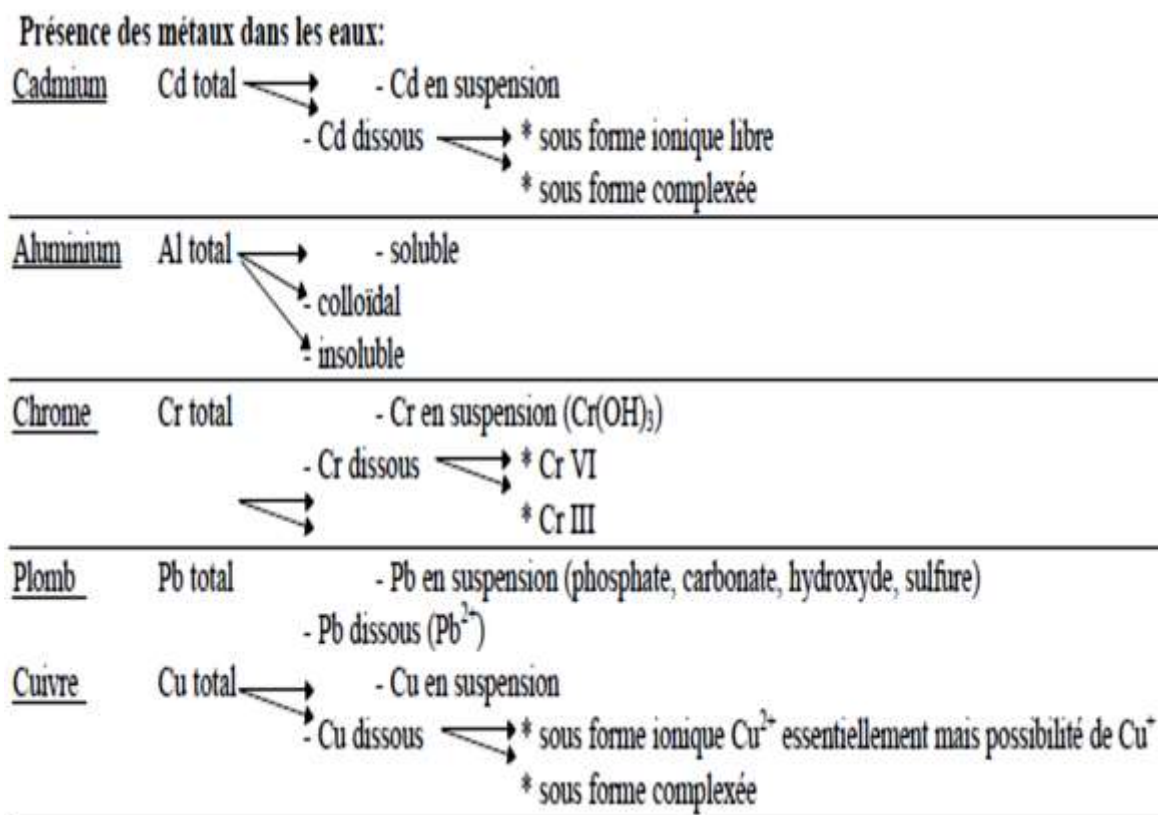 Présence des métaux dans les eaux:
Cadmium Cd total - Cd en suspension
- Cd dissous * sous forme ionique libre
* sous forme complexée
Aluminium Al total - soluble
- colloïdal
- insoluble
Chrome Cr total - Cr en suspension (Cr(OH)₃)
- Cr dissous * Cr VI
* Cr III
Plomb Pb total - Pb en suspension (phosphate, carbonate, hydroxyde, sulfure)
- Pb dissous (Pb²⁺)
Cuivre Cu total - Cu en suspension
- Cu dissous * sous forme ionique Cu²⁺ essentiellement mais possibilité de Cu⁺
* sous forme complexée